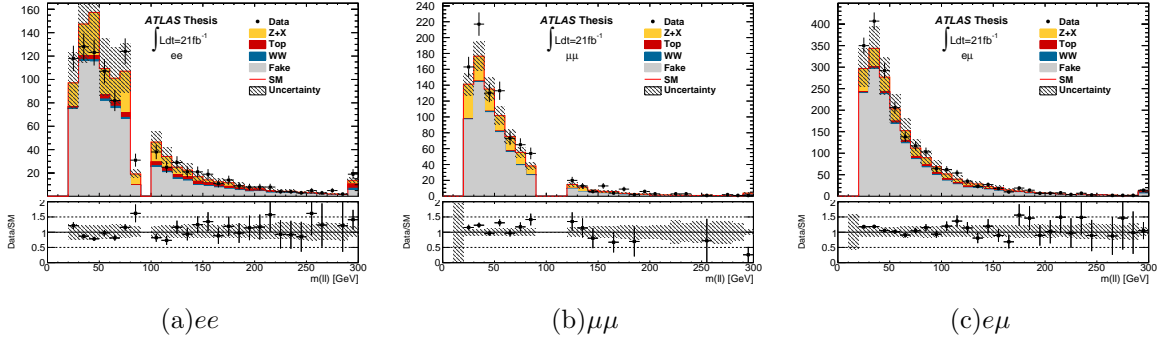 160
140
120
100
80
60
40
20
ATLAS Thesis
∫ Ldt=21fb⁻¹
ee
Data
Z+X
Top
WW
Fake
SM
Uncertainty
Data/SM
2
1.5
1
0.5
0
0 50 100 150 200 250 300
m(ll) [GeV]
(a)ee
240
220
200
180
160
140
120
100
80
60
40
20
0
ATLAS Thesis
∫ Ldt=21fb⁻¹
μμ
Data
Z+X
Top
WW
Fake
SM
Uncertainty
Data/SM
2
1.5
1
0.5
0
0 50 100 150 200 250 300
m(ll) [GeV]
(b)μμ
400
350
300
250
200
150
100
50
0
ATLAS Thesis
∫ Ldt=21fb⁻¹
eμ
Data
Z+X
Top
WW
Fake
SM
Uncertainty
Data/SM
2
1.5
1
0.5
0
0 50 100 150 200 250 300
m(ll) [GeV]
(c)eμ